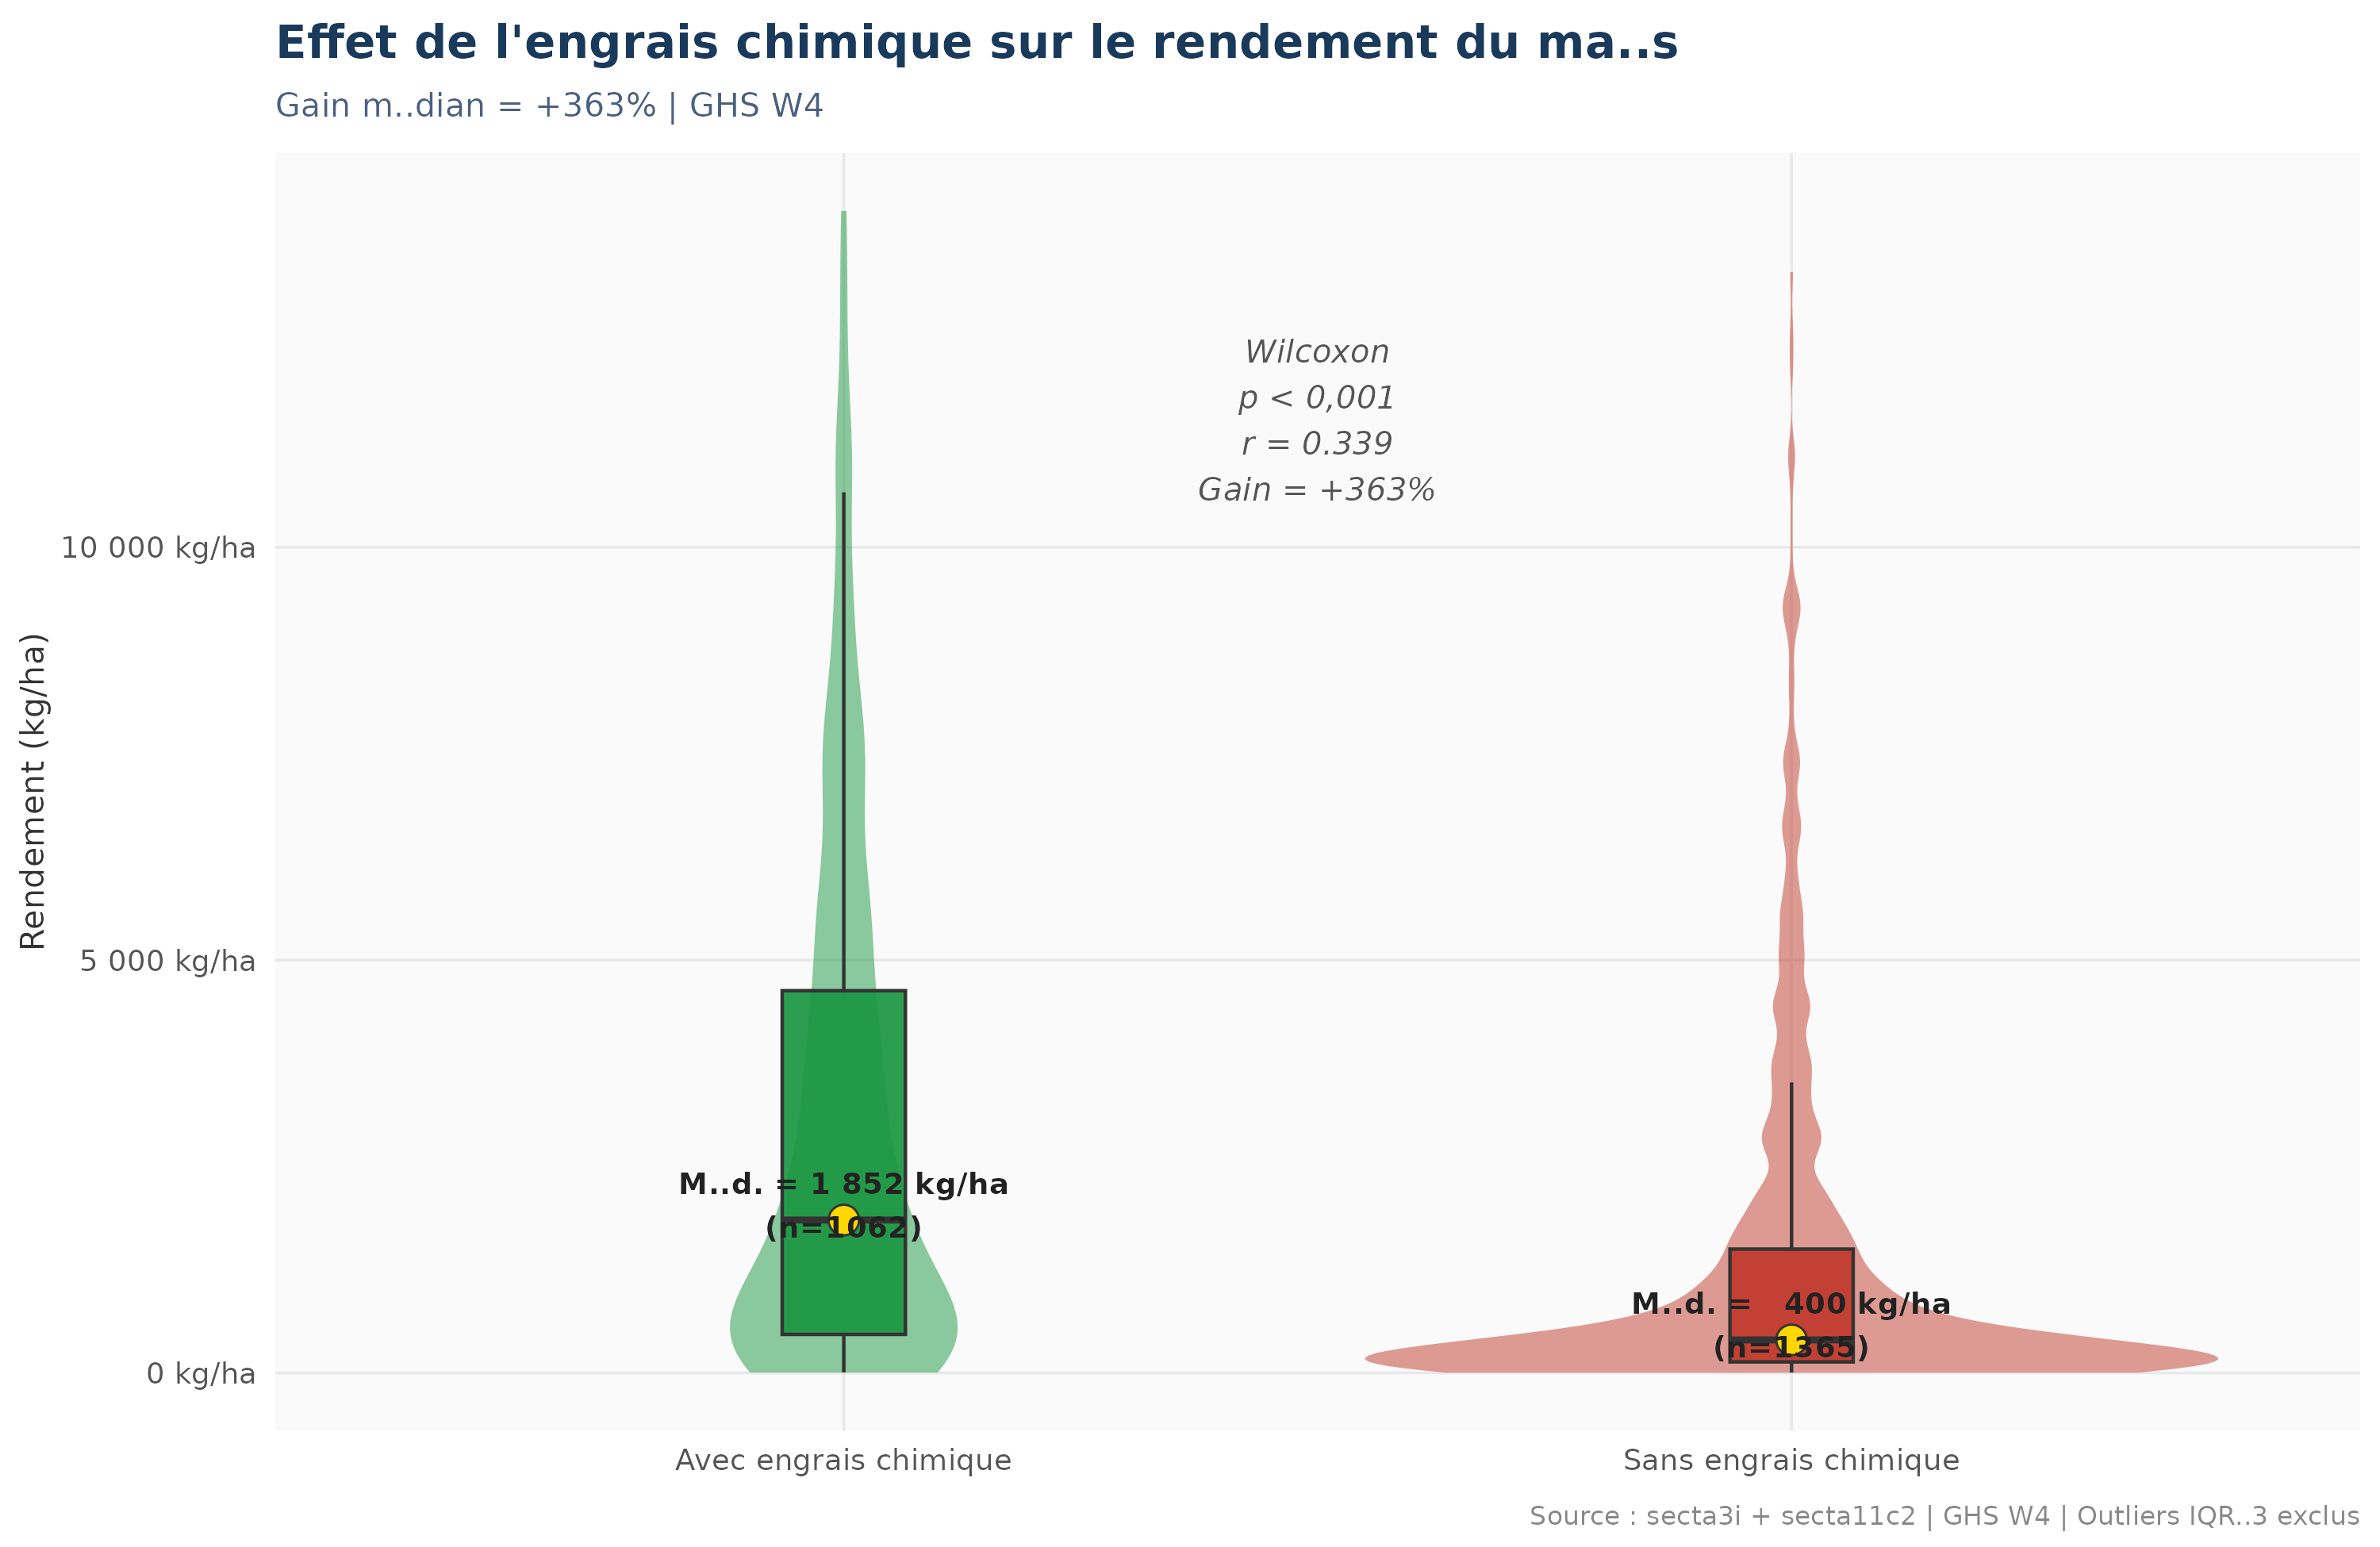 Effet de l'engrais chimique sur le rendement du ma..s
Gain m..dian = +363% | GHS W4
Wilcoxon
p < 0,001
r = 0.339
Gain = +363%
Rendement (kg/ha)
10 000 kg/ha
5 000 kg/ha
0 kg/ha
M..d. = 1 852 kg/ha
(n=1062)
M..d. =   400 kg/ha
(n=1365)
Avec engrais chimique
Sans engrais chimique
Source : secta3i + secta11c2 | GHS W4 | Outliers IQR..3 exclus